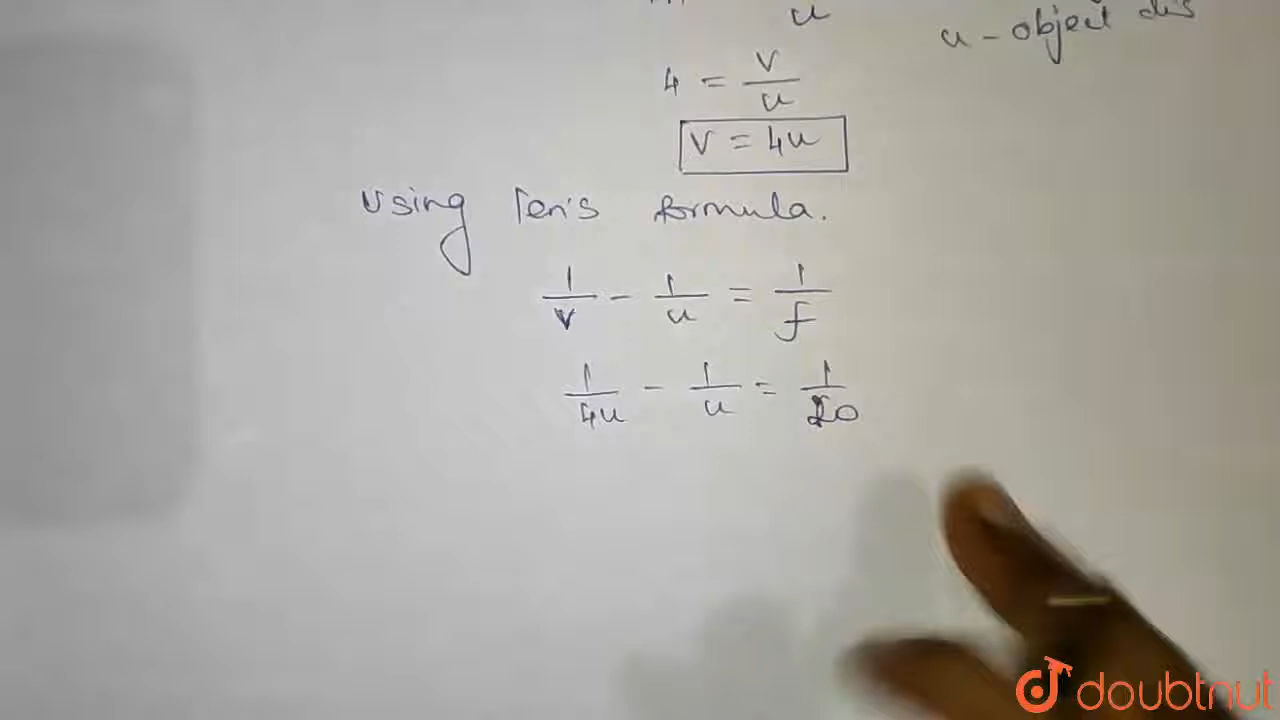 u
u - object dis
4 = v/u
v = 4u
Using len's formula.
1/v - 1/u = 1/f
1/4u - 1/u = 1/20
doubtnut